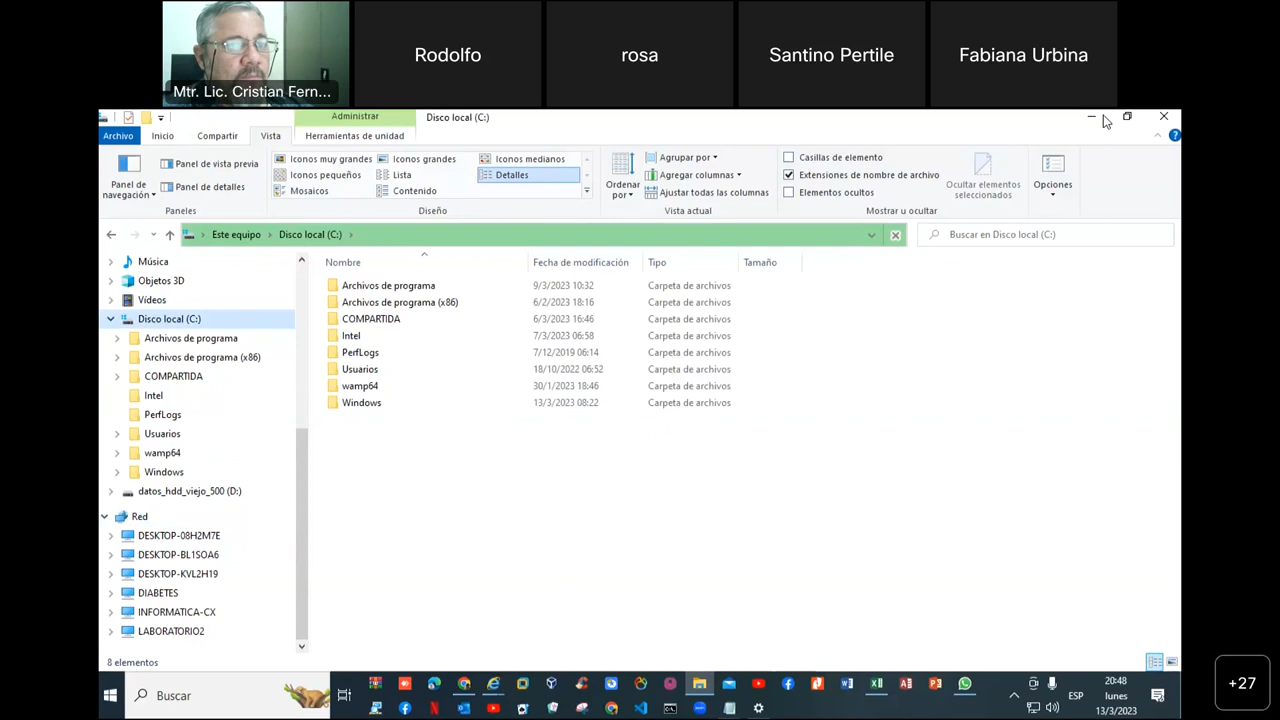 Mtr. Lic. Cristian Fern...
Rodolfo
rosa
Santino Pertile
Fabiana Urbina
Administrar
Disco local (C:)
Archivo
Inicio
Compartir
Vista
Herramientas de unidad
Panel de navegación
Panel de vista previa
Panel de detalles
Paneles
Iconos muy grandes
Iconos grandes
Iconos medianos
Iconos pequeños
Lista
Detalles
Mosaicos
Contenido
Diseño
Ordenar por
Agrupar por
Agregar columnas
Ajustar todas las columnas
Vista actual
Casillas de elemento
Extensiones de nombre de archivo
Elementos ocultos
Ocultar elementos seleccionados
Mostrar u ocultar
Opciones
Este equipo > Disco local (C:) >
Buscar en Disco local (C:)
Música
Objetos 3D
Vídeos
Disco local (C:)
Archivos de programa
Archivos de programa (x86)
COMPARTIDA
Intel
PerfLogs
Usuarios
wamp64
Windows
datos_hdd_viejo_500 (D:)
Red
DESKTOP-08H2M7E
DESKTOP-BL1SOA6
DESKTOP-KVL2H19
DIABETES
INFORMATICA-CX
LABORATORIO2
Nombre Fecha de modificación Tipo Tamaño
Archivos de programa 9/3/2023 10:32 Carpeta de archivos
Archivos de programa (x86) 6/2/2023 18:16 Carpeta de archivos
COMPARTIDA 6/3/2023 16:46 Carpeta de archivos
Intel 7/3/2023 06:58 Carpeta de archivos
PerfLogs 7/12/2019 06:14 Carpeta de archivos
Usuarios 18/10/2022 06:52 Carpeta de archivos
wamp64 30/1/2023 18:46 Carpeta de archivos
Windows 13/3/2023 08:22 Carpeta de archivos
8 elementos
Buscar
ESP
20:48
lunes
13/3/2023
+27